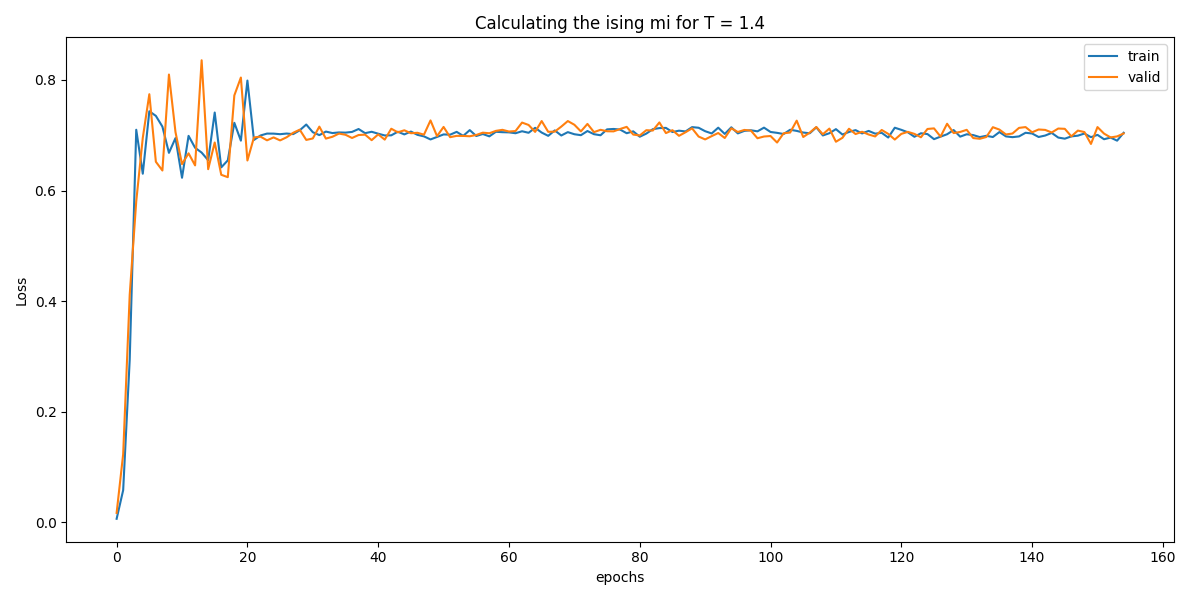 Calculating the ising mi for T = 1.4
train
valid
0.8
0.6
0.4
0.2
0.0
Loss
0 20 40 60 80 100 120 140 160
epochs